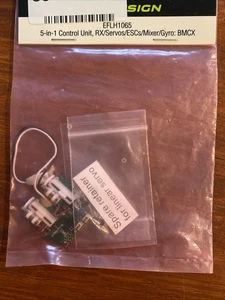 SIGN
EFLH1065
5-in-1 Control Unit, RX/Servos/ESCs/Mixer/Gyro: BMCX
Spare retainer
for linear servo